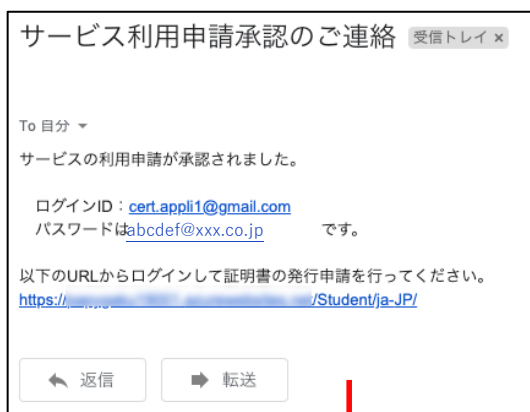 サービス利用申請承認のご連絡 受信トレイ ×
To 自分
サービスの利用申請が承認されました。
ログインID：cert.appli1@gmail.com
パスワードはabcdef@xxx.co.jp です。
以下のURLからログインして証明書の発行申請を行ってください。
https:// /Student/ja-JP/
返信 転送